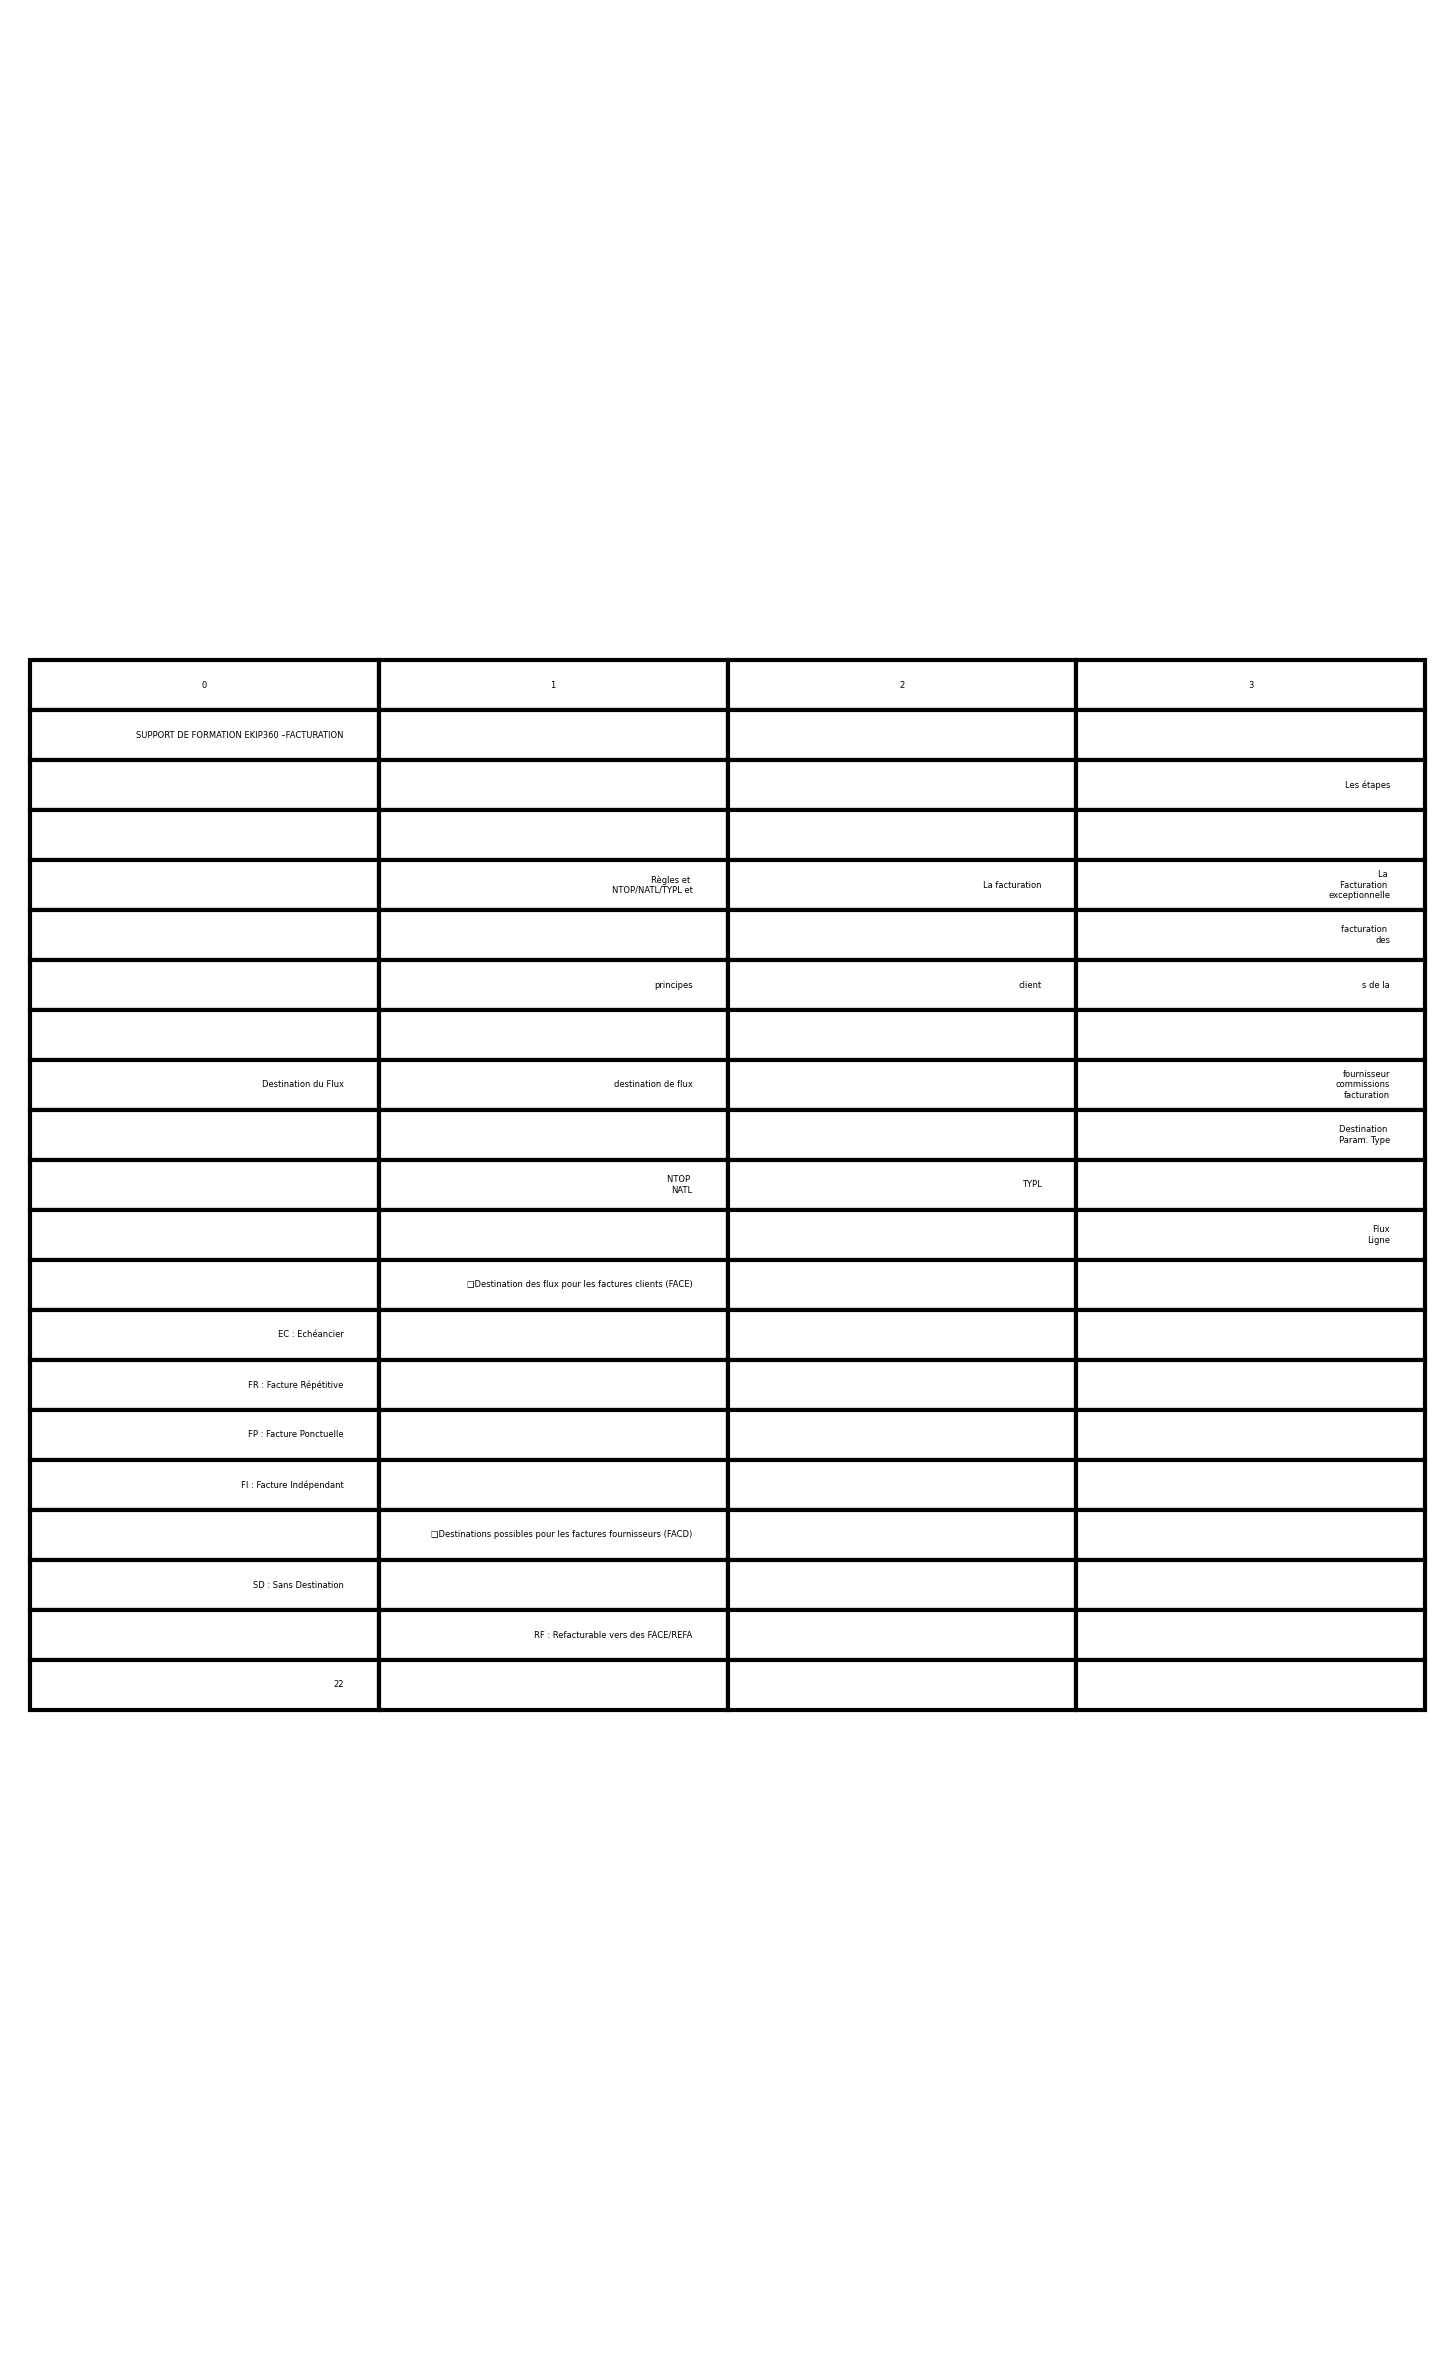 0 1 2 3
SUPPORT DE FORMATION EKIP360 –FACTURATION
Les étapes
Règles et
NTOP/NATL/TYPL et
La facturation
La
Facturation
exceptionnelle
facturation
des
principes
client
s de la
Destination du Flux
destination de flux
fournisseur
commissions
facturation
Destination
Param. Type
NTOP
NATL
TYPL
Flux
Ligne
❑Destination des flux pour les factures clients (FACE)
EC : Echéancier
FR : Facture Répétitive
FP : Facture Ponctuelle
FI : Facture Indépendant
❑Destinations possibles pour les factures fournisseurs (FACD)
SD : Sans Destination
RF : Refacturable vers des FACE/REFA
22